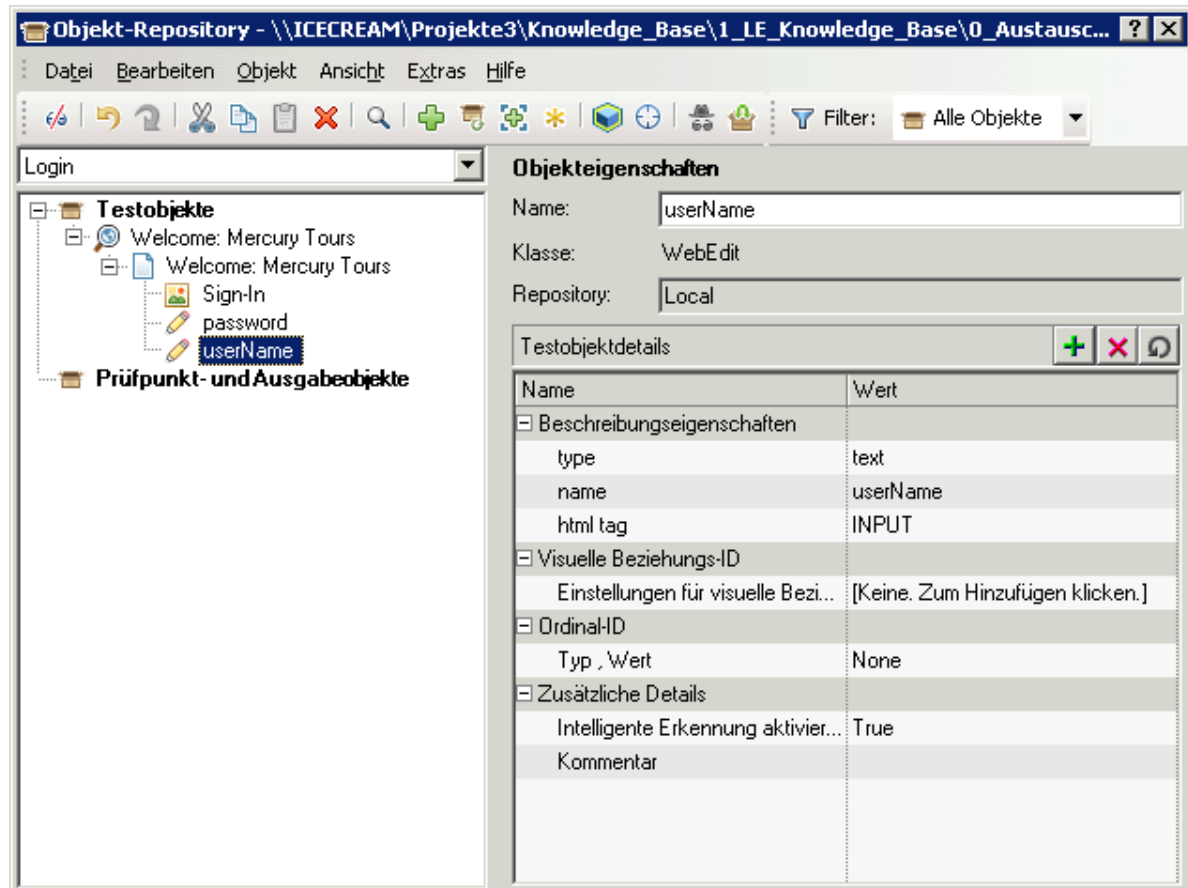 Objekt-Repository - \\ICECREAM\Projekte3\Knowledge_Base\1_LE_Knowledge_Base\0_Austausc...
Datei Bearbeiten Objekt Ansicht Extras Hilfe
Filter: Alle Objekte
Login
Testobjekte
Welcome: Mercury Tours
Welcome: Mercury Tours
Sign-In
password
userName
Prüfpunkt- und Ausgabeobjekte
Objekteigenschaften
Name: userName
Klasse: WebEdit
Repository: Local
Testobjektdetails
Name Wert
Beschreibungseigenschaften
type text
name userName
html tag INPUT
Visuelle Beziehungs-ID
Einstellungen für visuelle Bezi... [Keine. Zum Hinzufügen klicken.]
Ordinal-ID
Typ , Wert None
Zusätzliche Details
Intelligente Erkennung aktivier... True
Kommentar